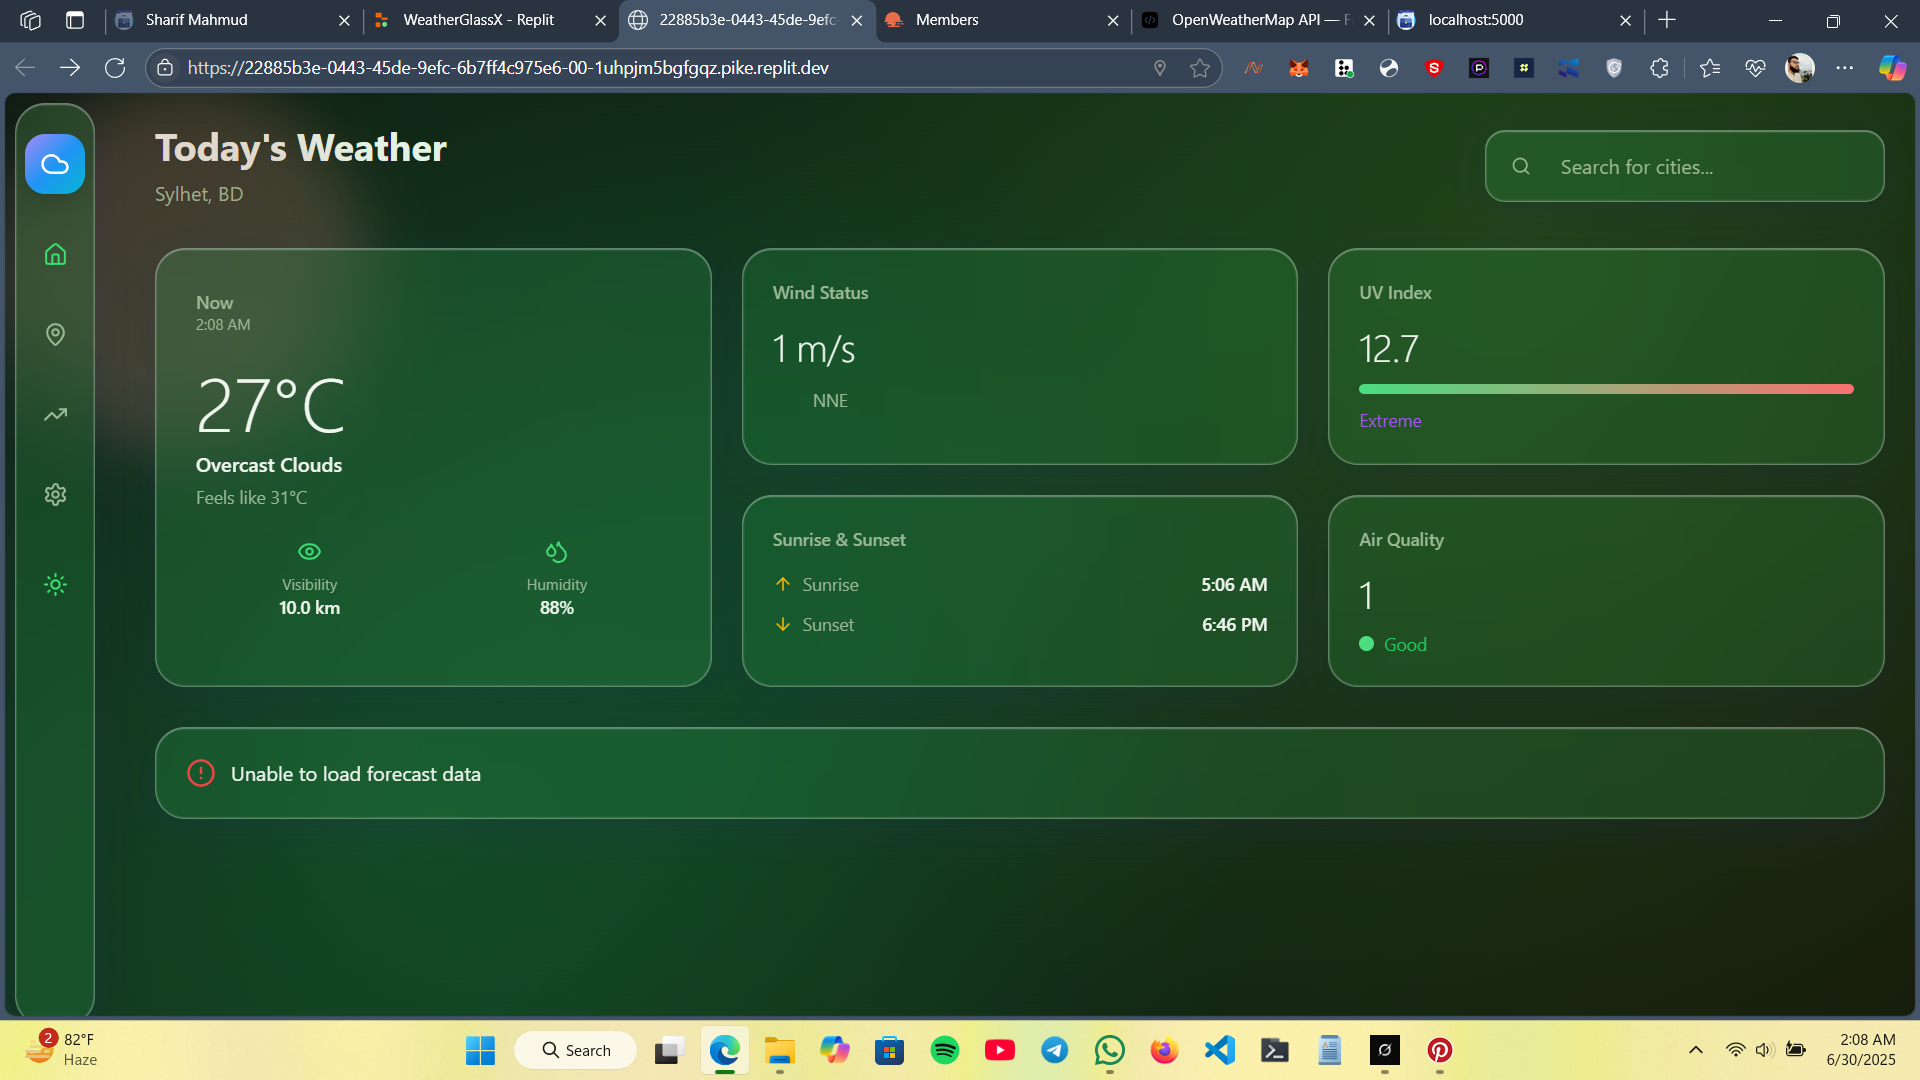 Sharif Mahmud
WeatherGlassX - Replit
22885b3e-0443-45de-9efc-
Members
OpenWeatherMap API — F
localhost:5000
https://22885b3e-0443-45de-9efc-6b7ff4c975e6-00-1uhpjm5bgfgqz.pike.replit.dev
Today's Weather
Sylhet, BD
Search for cities...
Now
2:08 AM
27°C
Overcast Clouds
Feels like 31°C
Visibility
10.0 km
Humidity
88%
Wind Status
1 m/s
NNE
UV Index
12.7
Extreme
Sunrise & Sunset
Sunrise
5:06 AM
Sunset
6:46 PM
Air Quality
1
Good
Unable to load forecast data
2
82°F
Haze
Search
2:08 AM
6/30/2025